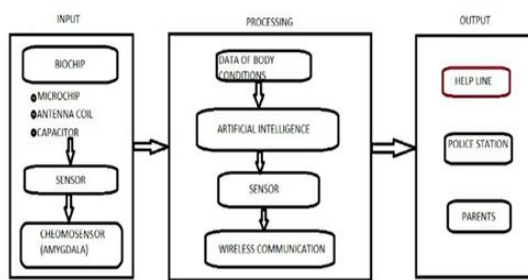 INPUT
PROCESSING
OUTPUT
BIOCHIP
MICROCHIP
ANTENNA COIL
CAPACITOR
SENSOR
CHEOMOSENSOR
(AMYGDALA)
DATA OF BODY
CONDITIONS
ARTIFICIAL INTELLIGENCE
SENSOR
WIRELESS COMMUNICATION
HELP LINE
POLICE STATION
PARENTS